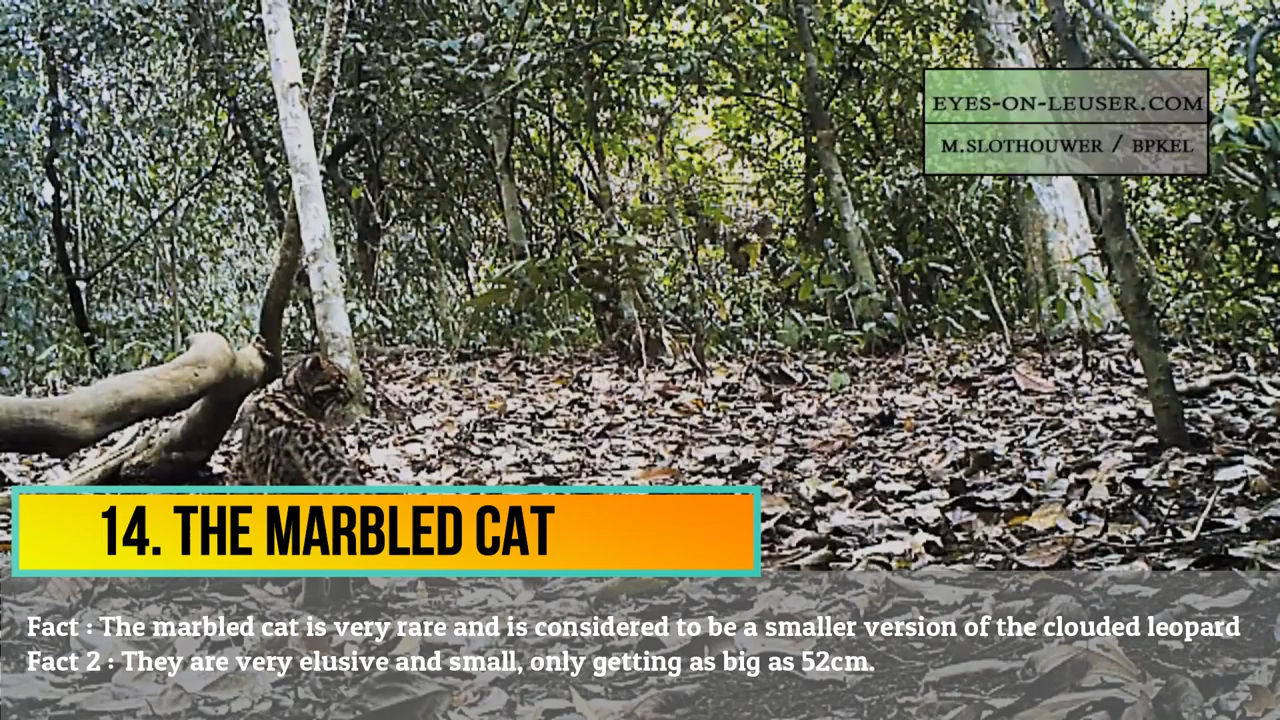 EYES-ON-LEUSER.COM
M.SLOTHOUWER / BPKEL
14. THE MARBLED CAT
Fact : The marbled cat is very rare and is considered to be a smaller version of the clouded leopard
Fact 2 : They are very elusive and small, only getting as big as 52cm.